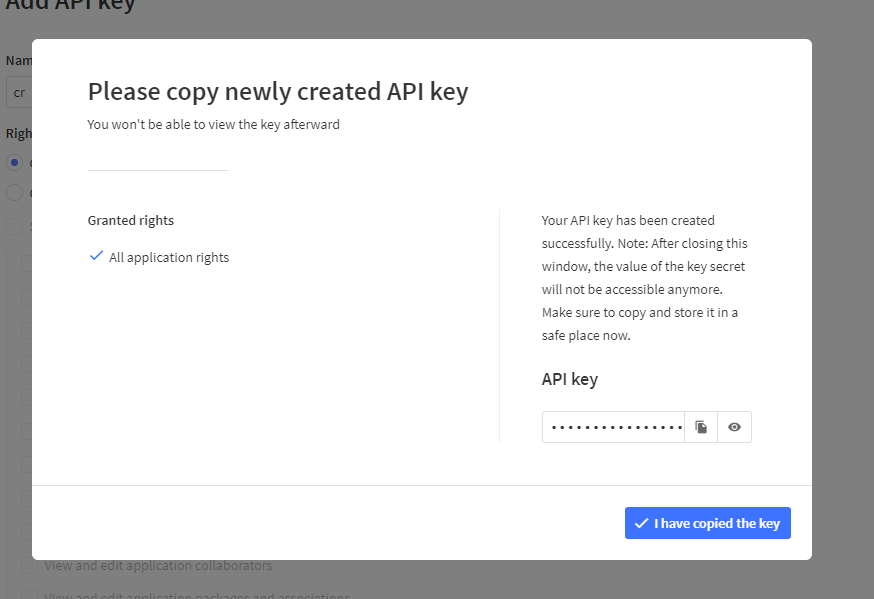 Add API key
Nam
cr
Righ
Please copy newly created API key
You won't be able to view the key afterward
Granted rights
All application rights
Your API key has been created
successfully. Note: After closing this
window, the value of the key secret
will not be accessible anymore.
Make sure to copy and store it in a
safe place now.
API key
••••••••••••••••
I have copied the key
View and edit application collaborators
View and edit application packages and associations